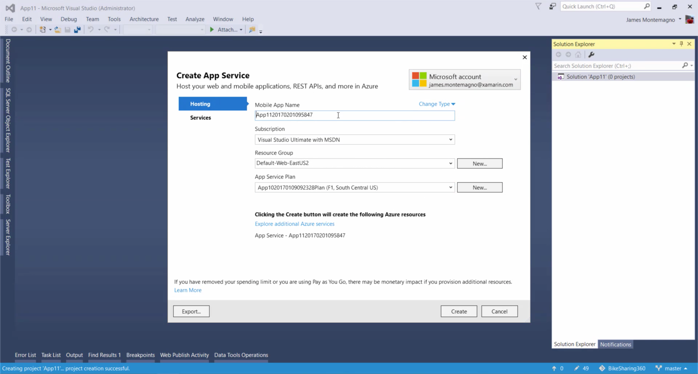 App11 - Microsoft Visual Studio (Administrator)
Quick Launch (Ctrl+Q)
File Edit View Debug Team Tools Architecture Test Analyze Window Help
James Montemagno
Attach...
Document Outline
SQL Server Object Explorer
Test Explorer
Toolbox
Server Explorer
Create App Service
Host your web and mobile applications, REST APIs, and more in Azure
Microsoft account
james.montemagno@xamarin.com
Hosting
Services
Mobile App Name
Change Type
App1120170201095847
Subscription
Visual Studio Ultimate with MSDN
Resource Group
Default-Web-EastUS2
New...
App Service Plan
App1020170109092328Plan (F1, South Central US)
New...
Clicking the Create button will create the following Azure resources
Explore additional Azure services
App Service - App1120170201095847
If you have removed your spending limit or you are using Pay as You Go, there may be monetary impact if you provision additional resources.
Learn More
Export...
Create
Cancel
Solution Explorer
Search Solution Explorer (Ctrl+;)
Solution 'App11' (0 projects)
Solution Explorer Notifications
Error List Task List Output Find Results 1 Breakpoints Web Publish Activity Data Tools Operations
Creating project 'App11'... project creation successful.
0
49
BikeSharing360
master